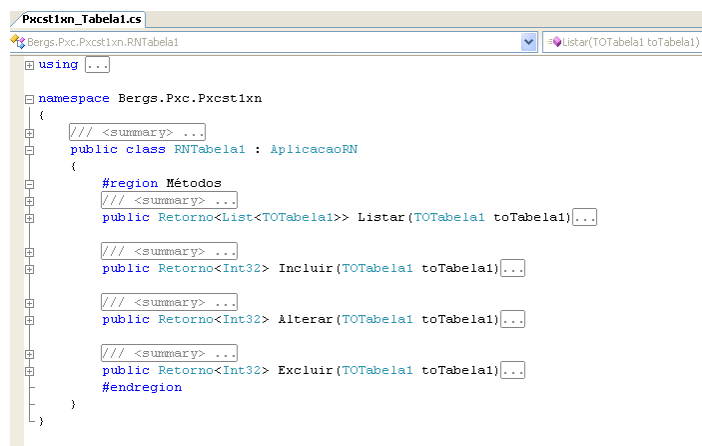 Pxcst1xn_Tabela1.cs
Bergs.Pxc.Pxcst1xn.RNTabela1 Listar(TOTabela1 toTabela1)
using ...
namespace Bergs.Pxc.Pxcst1xn
{
/// <summary> ...
public class RNTabela1 : AplicacaoRN
{
#region Métodos
/// <summary> ...
public Retorno<List<TOTabela1>> Listar(TOTabela1 toTabela1)...
/// <summary> ...
public Retorno<Int32> Incluir(TOTabela1 toTabela1)...
/// <summary> ...
public Retorno<Int32> Alterar(TOTabela1 toTabela1)...
/// <summary> ...
public Retorno<Int32> Excluir(TOTabela1 toTabela1)...
#endregion
}
}